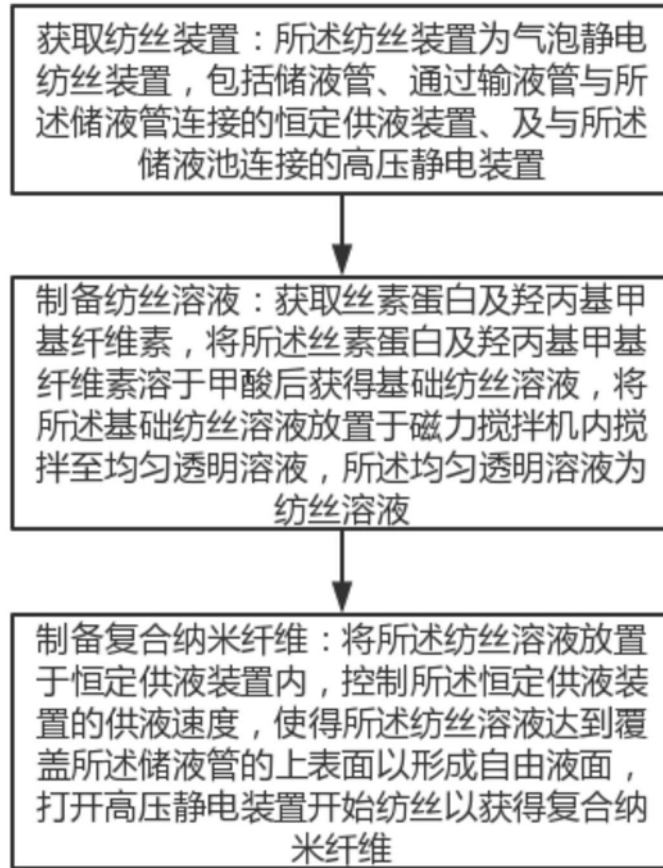 获取纺丝装置：所述纺丝装置为气泡静电
纺丝装置，包括储液管、通过输液管与所
述储液管连接的恒定供液装置、及与所述
储液池连接的高压静电装置
制备纺丝溶液：获取丝素蛋白及羟丙基甲
基纤维素，将所述丝素蛋白及羟丙基甲基
纤维素溶于甲酸后获得基础纺丝溶液，将
所述基础纺丝溶液放置于磁力搅拌机内搅
拌至均匀透明溶液，所述均匀透明溶液为
纺丝溶液
制备复合纳米纤维：将所述纺丝溶液放置
于恒定供液装置内，控制所述恒定供液装
置的供液速度，使得所述纺丝溶液达到覆
盖所述储液管的上表面以形成自由液面，
打开高压静电装置开始纺丝以获得复合纳
米纤维